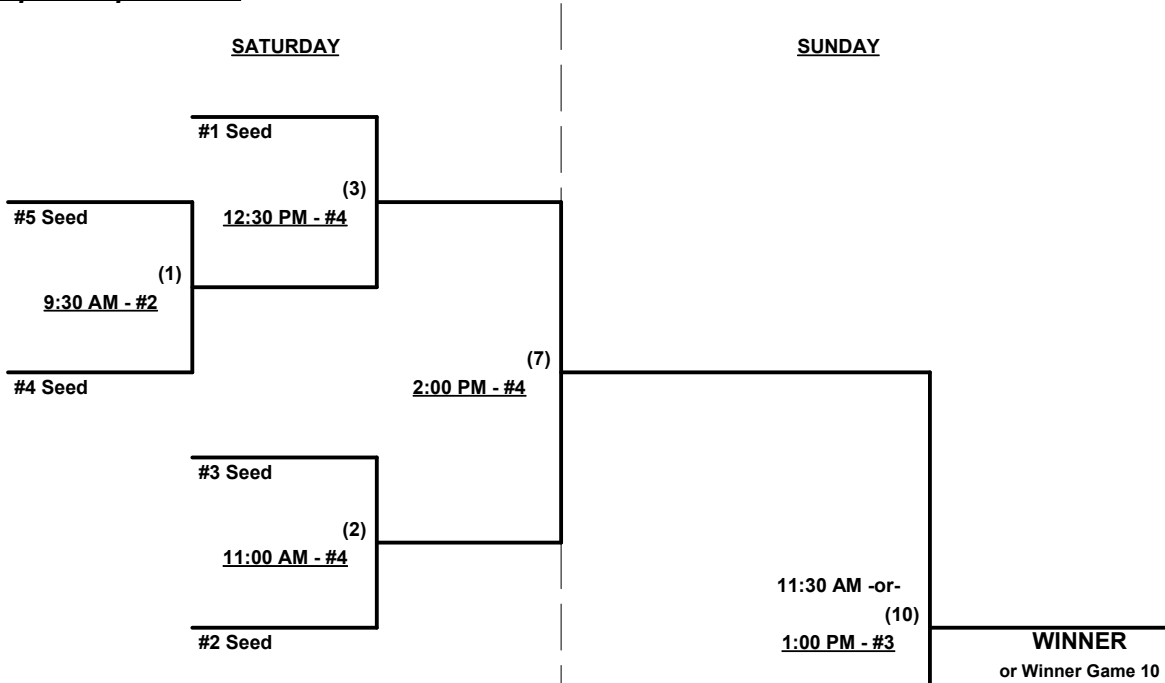 SATURDAY
SUNDAY
#1 Seed
(3)
12:30 PM - #4
#5 Seed
(1)
9:30 AM - #2
#4 Seed
(7)
2:00 PM - #4
#3 Seed
(2)
11:00 AM - #4
#2 Seed
11:30 AM -or-
(10)
1:00 PM - #3
WINNER
or Winner Game 10